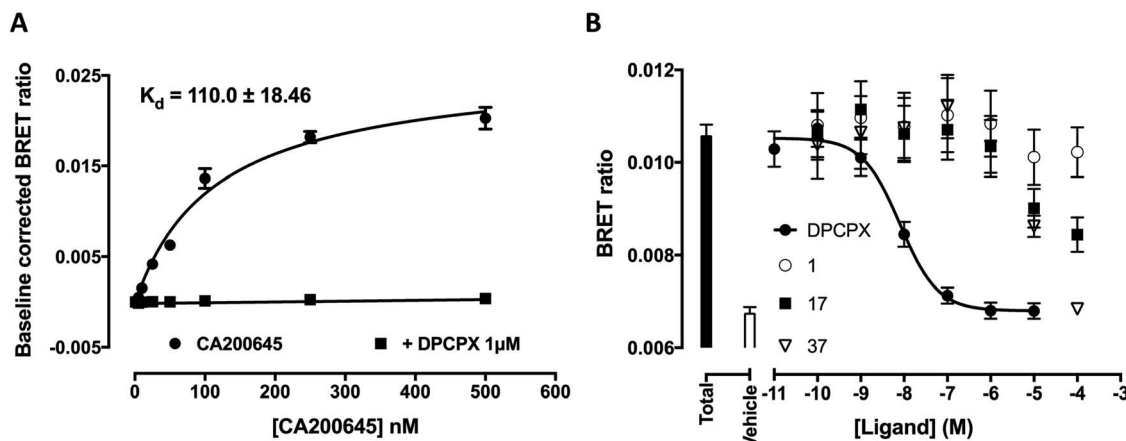 A
K_d = 110.0 ± 18.46
Baseline corrected BRET ratio
0.025
0.015
0.005
-0.005
CA200645
+ DPCPX 1µM
0
100
200
300
400
500
600
[CA200645] nM
B
BRET ratio
0.012
0.010
0.008
0.006
DPCPX
1
17
37
Total
Vehicle
-11
-10
-9
-8
-7
-6
-5
-4
-3
[Ligand] (M)